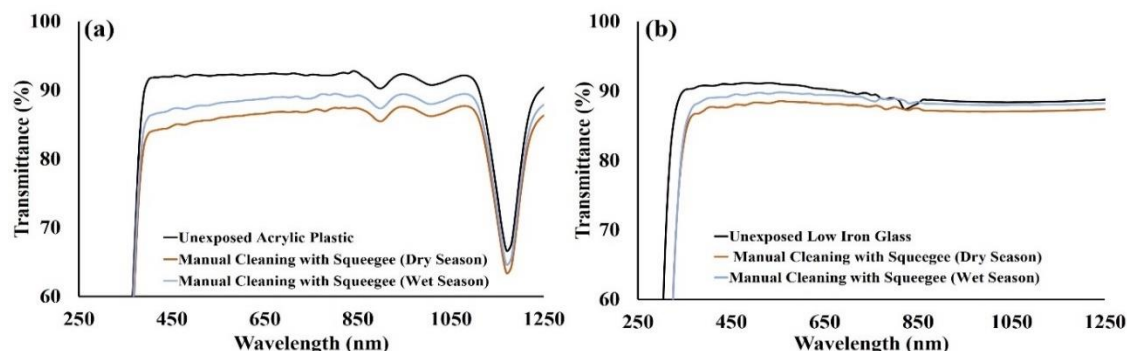 (a)
100
90
80
70
60
Transmittance (%)
Unexposed Acrylic Plastic
Manual Cleaning with Squeegee (Dry Season)
Manual Cleaning with Squeegee (Wet Season)
250 450 650 850 1050 1250
Wavelength (nm)
(b)
100
90
80
70
60
Transmittance (%)
Unexposed Low Iron Glass
Manual Cleaning with Squeegee (Dry Season)
Manual Cleaning with Squeegee (Wet Season)
250 450 650 850 1050 1250
Wavelength (nm)